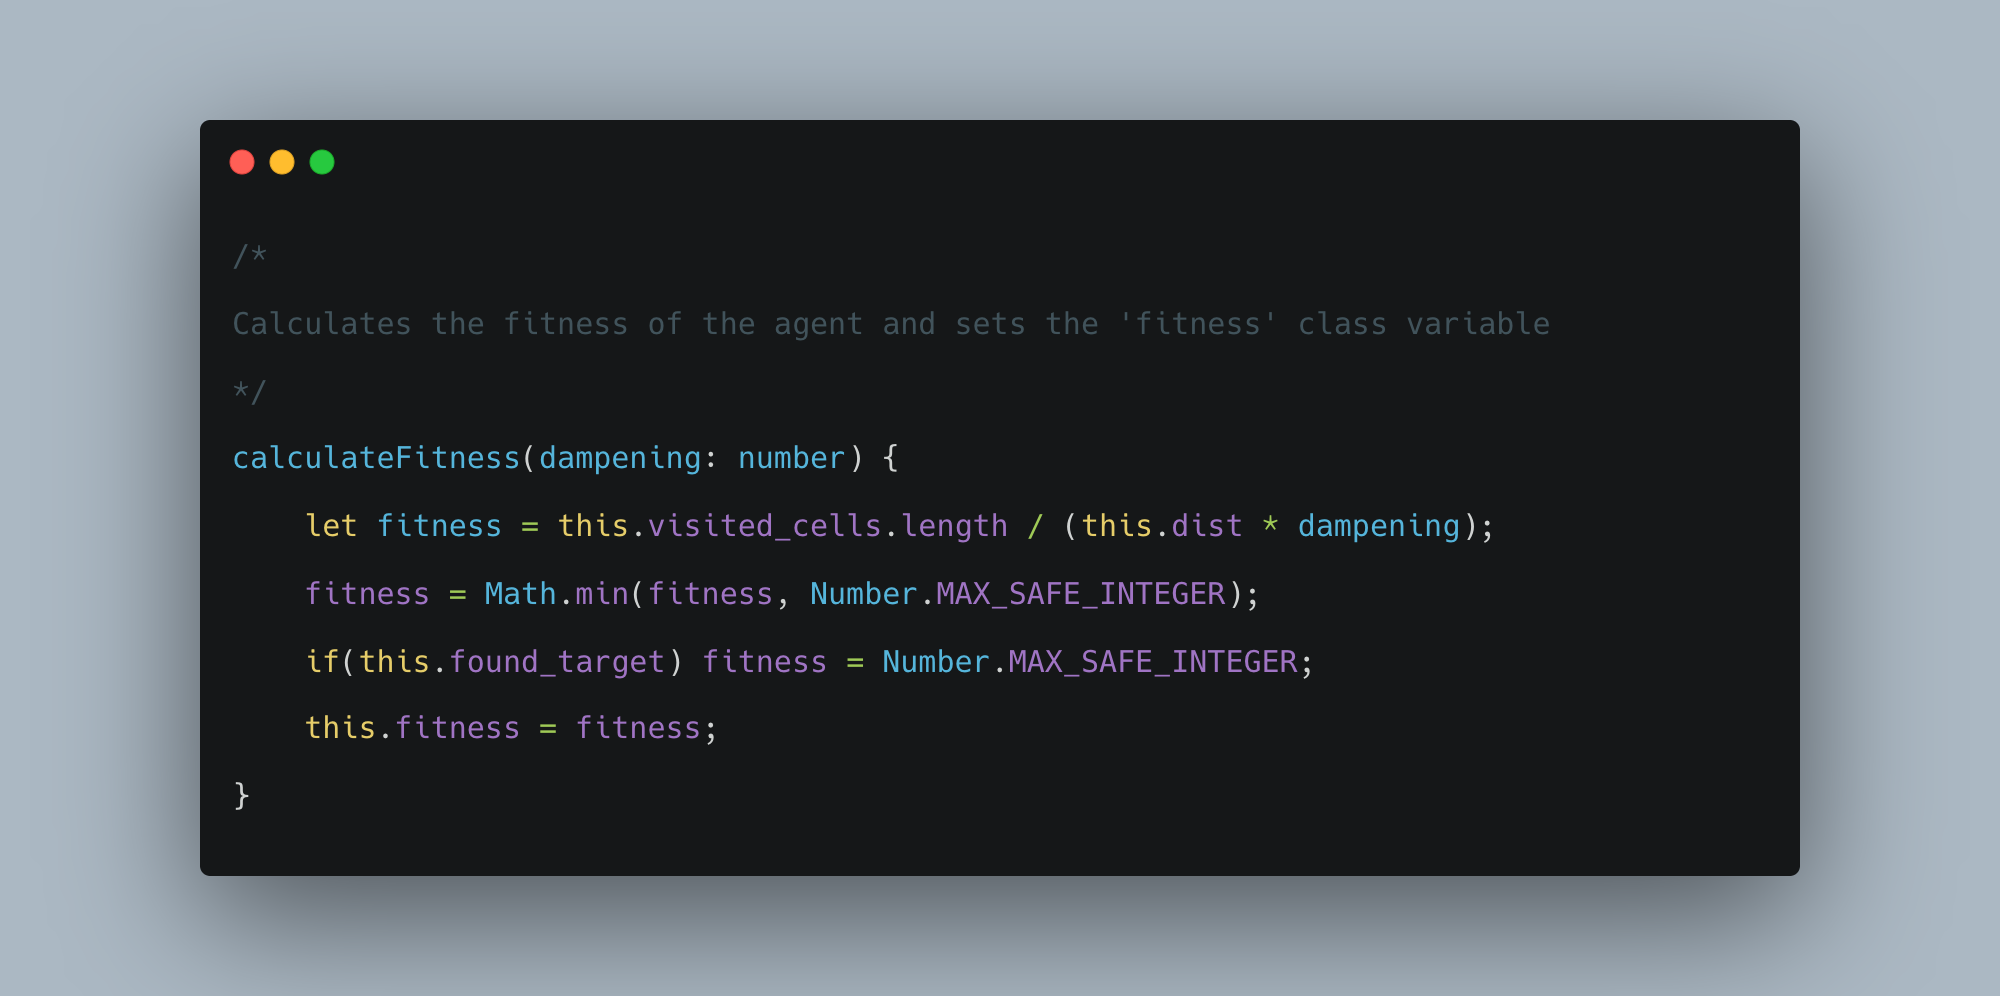 /*
Calculates the fitness of the agent and sets the 'fitness' class variable
*/
calculateFitness(dampening: number) {
    let fitness = this.visited_cells.length / (this.dist * dampening);
    fitness = Math.min(fitness, Number.MAX_SAFE_INTEGER);
    if(this.found_target) fitness = Number.MAX_SAFE_INTEGER;
    this.fitness = fitness;
}